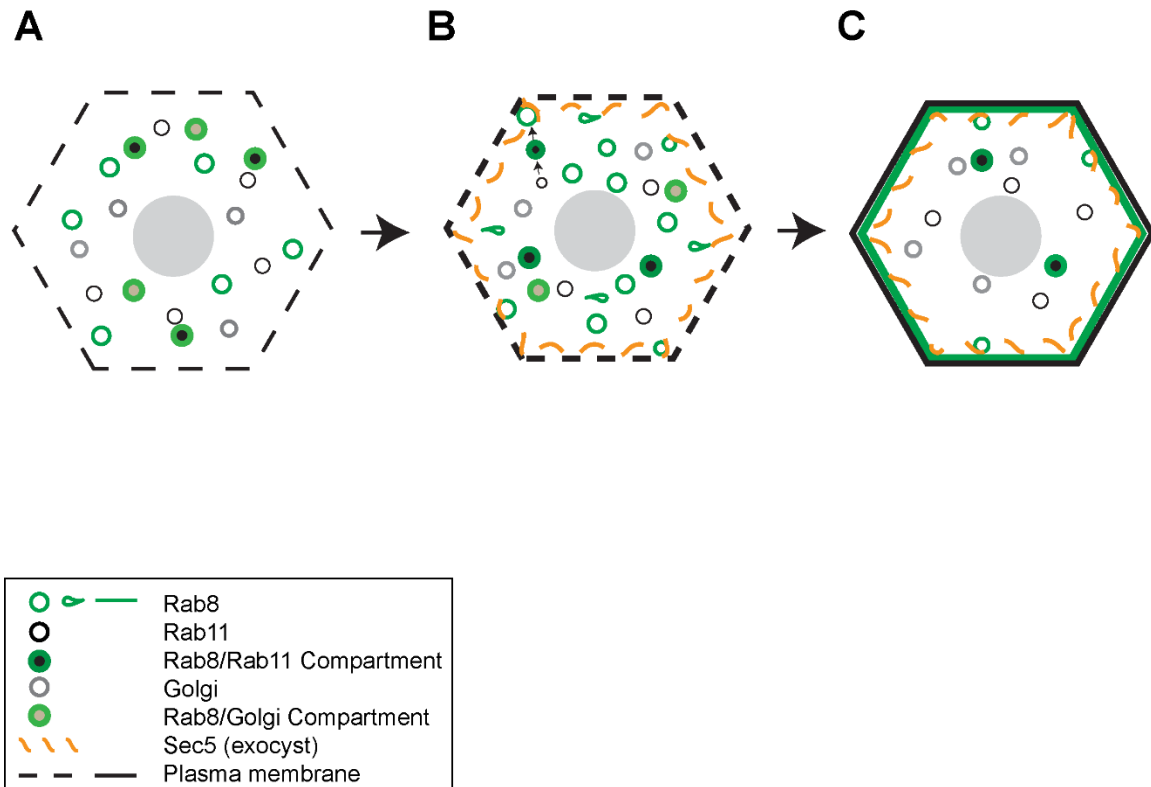 A
B
C
Rab8
Rab11
Rab8/Rab11 Compartment
Golgi
Rab8/Golgi Compartment
Sec5 (exocyst)
Plasma membrane